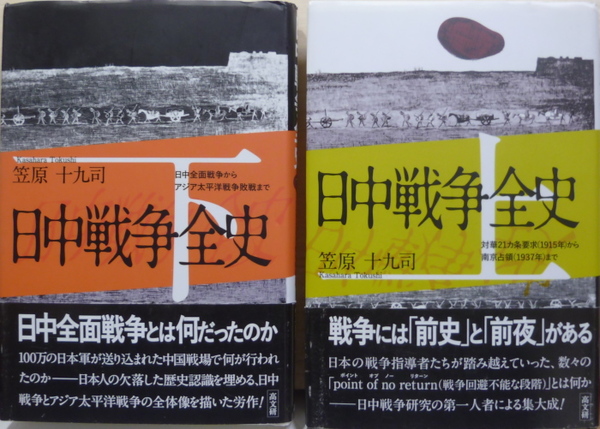 下
Kasahara Tokushi
笠原 十九司
日中全面戦争から
アジア太平洋戦争敗戦まで
日中戦争全史
日中全面戦争とは何だったのか
100万の日本軍が送り込まれた中国戦場で何が行われ
たのか——日本人の欠落した歴史認識を埋める、日中
戦争とアジア太平洋戦争の全体像を描いた労作!
高文研
上
日中戦争全史
対華21カ条要求(1915年)から
南京占領(1937年)まで
笠原 十九司
Kasahara Tokushi
戦争には「前史」と「前夜」がある
日本の戦争指導者たちが踏み越えていった、数々の
ポイント オブ ノー リターン
「point of no return(戦争回避不能な段階)」とは何か
——日中戦争研究の第一人者による集大成!
高文研